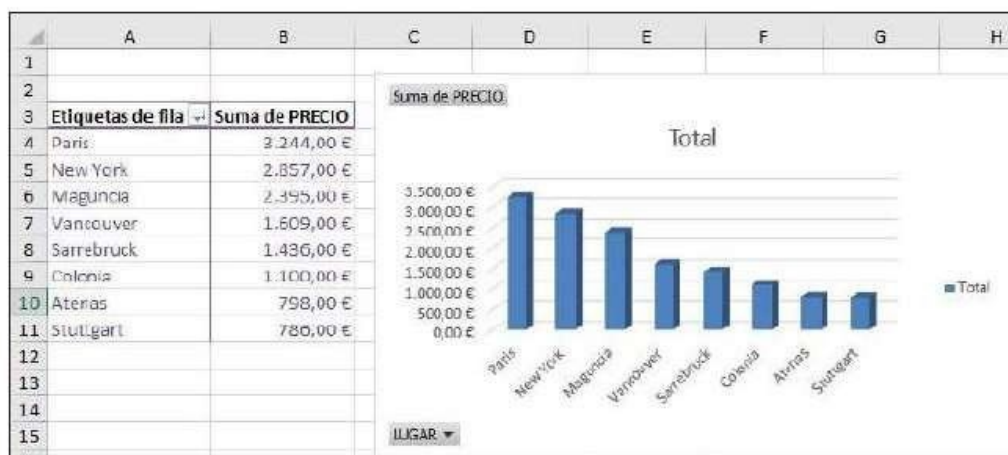 A B C D E F G H
1
2
3 Etiquetas de fila Suma de PRECIO
4 Paris 3.244,00 €
5 New York 2.857,00 €
6 Maguncia 2.395,00 €
7 Vancouver 1.609,00 €
8 Sarrebruck 1.436,00 €
9 Colonia 1.100,00 €
10 Atenas 798,00 €
11 Stuttgart 786,00 €
12
13
14
15
Suma de PRECIO
Total
3.500,00 €
3.000,00 €
2.500,00 €
2.000,00 €
1.500,00 €
1.000,00 €
500,00 €
0,00 €
Paris New York Maguncia Vancouver Sarrebruck Colonia Atenas Stuttgart
Total
LUGAR